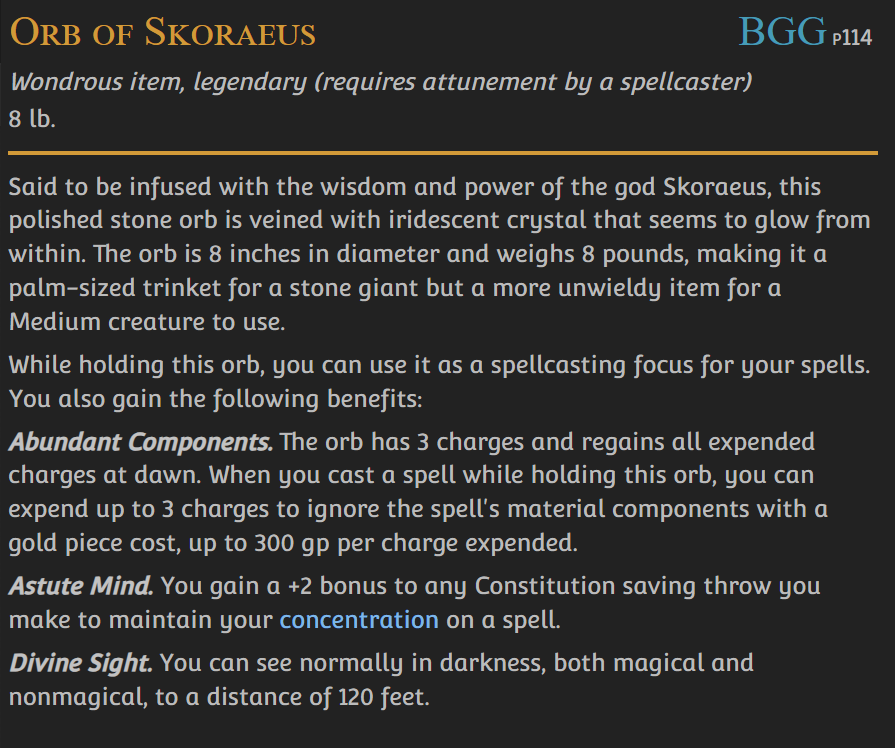 Orb of Skoraeus BGG P114
Wondrous item, legendary (requires attunement by a spellcaster)
8 lb.
Said to be infused with the wisdom and power of the god Skoraeus, this
polished stone orb is veined with iridescent crystal that seems to glow from
within. The orb is 8 inches in diameter and weighs 8 pounds, making it a
palm-sized trinket for a stone giant but a more unwieldy item for a
Medium creature to use.
While holding this orb, you can use it as a spellcasting focus for your spells.
You also gain the following benefits:
Abundant Components. The orb has 3 charges and regains all expended
charges at dawn. When you cast a spell while holding this orb, you can
expend up to 3 charges to ignore the spell's material components with a
gold piece cost, up to 300 gp per charge expended.
Astute Mind. You gain a +2 bonus to any Constitution saving throw you
make to maintain your concentration on a spell.
Divine Sight. You can see normally in darkness, both magical and
nonmagical, to a distance of 120 feet.